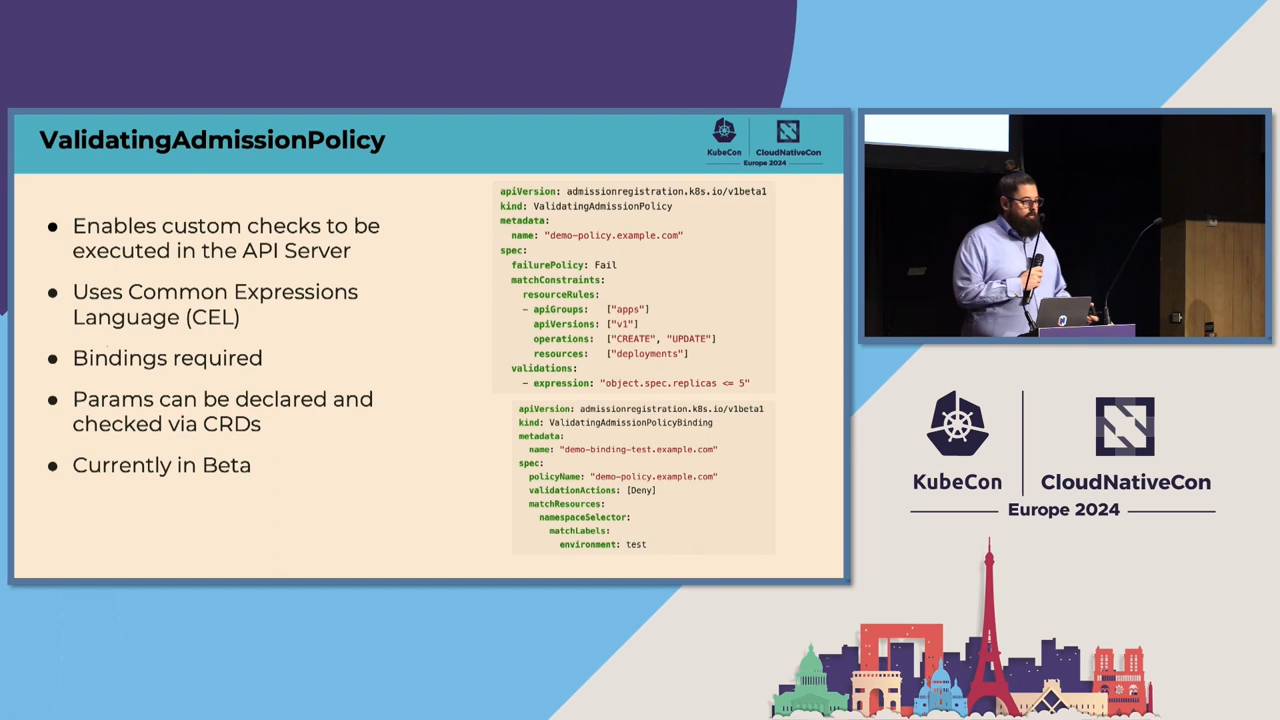 ValidatingAdmissionPolicy
KubeCon
CloudNativeCon
Europe 2024
● Enables custom checks to be
executed in the API Server
● Uses Common Expressions
Language (CEL)
● Bindings required
● Params can be declared and
checked via CRDs
● Currently in Beta
apiVersion: admissionregistration.k8s.io/v1beta1
kind: ValidatingAdmissionPolicy
metadata:
  name: "demo-policy.example.com"
spec:
  failurePolicy: Fail
  matchConstraints:
    resourceRules:
    - apiGroups:   ["apps"]
      apiVersions: ["v1"]
      operations:  ["CREATE", "UPDATE"]
      resources:   ["deployments"]
  validations:
    - expression: "object.spec.replicas <= 5"
apiVersion: admissionregistration.k8s.io/v1beta1
kind: ValidatingAdmissionPolicyBinding
metadata:
  name: "demo-binding-test.example.com"
spec:
  policyName: "demo-policy.example.com"
  validationActions: [Deny]
  matchResources:
    namespaceSelector:
      matchLabels:
        environment: test
KubeCon
CloudNativeCon
Europe 2024